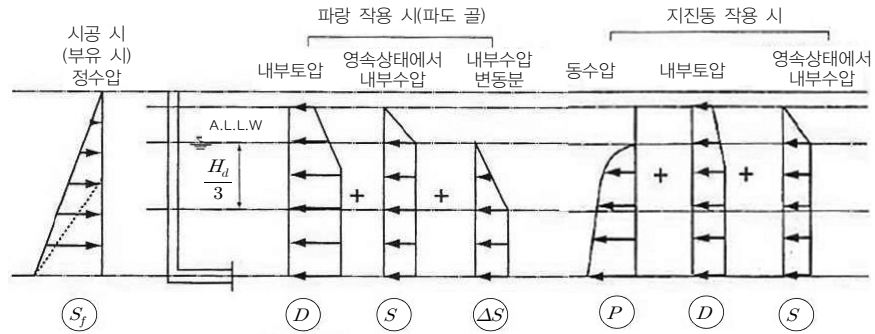 시공 시
(부유 시)
정수압
파랑 작용 시(파도 골)
지진동 작용 시
내부토압
영속상태에서
내부수압
내부수압
변동분
동수압
내부토압
영속상태에서
내부수압
A.L.L.W
H_d
3
+
+
+
+
S_f
D
S
ΔS
P
D
S